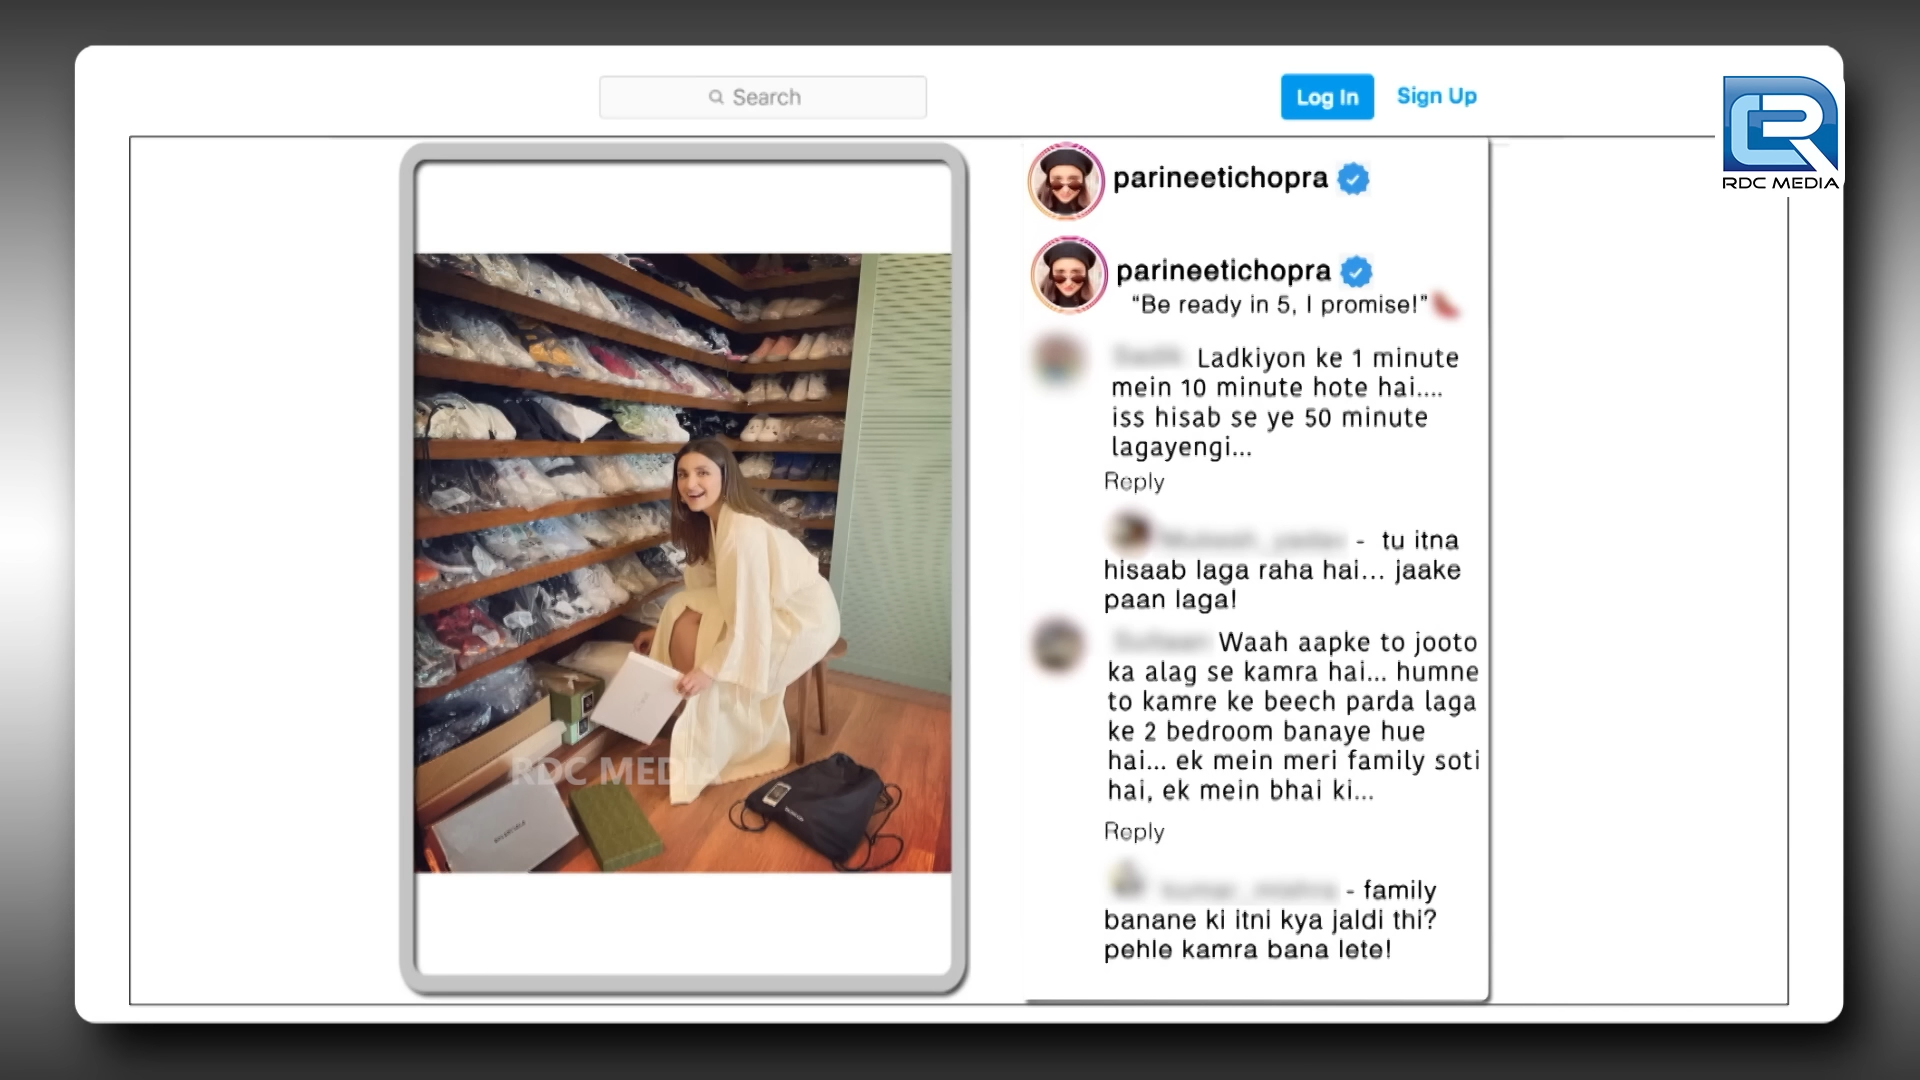 Search
Log In
Sign Up
RDC MEDIA
parineetichopra
parineetichopra
“Be ready in 5, I promise!”
Ladkiyon ke 1 minute
mein 10 minute hote hai....
iss hisab se ye 50 minute
lagayengi...
Reply
- tu itna
hisaab laga raha hai... jaake
paan laga!
Waah aapke to jooto
ka alag se kamra hai... humne
to kamre ke beech parda laga
ke 2 bedroom banaye hue
hai... ek mein meri family soti
hai, ek mein bhai ki...
Reply
- family
banane ki itni kya jaldi thi?
pehle kamra bana lete!
RDC MEDIA